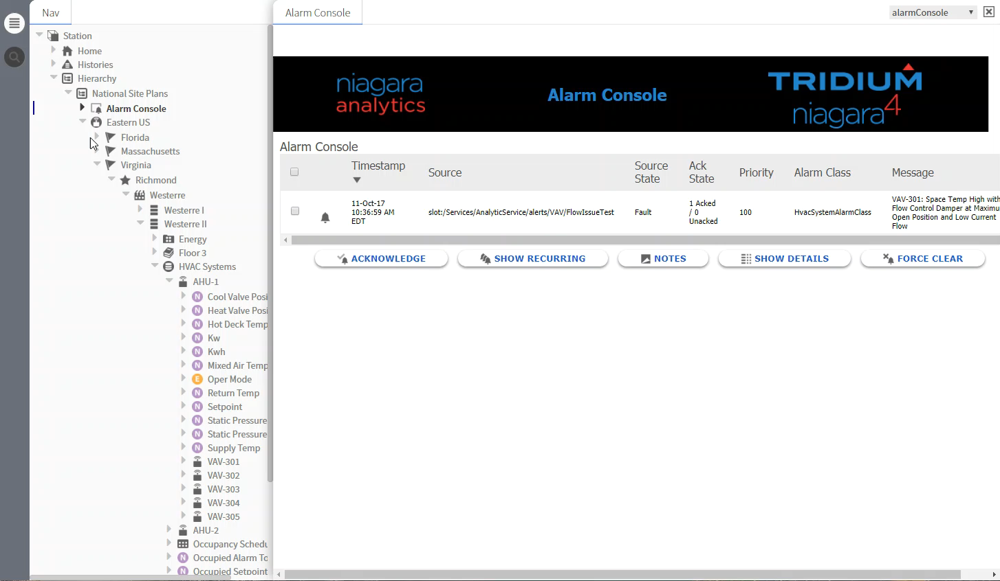 Nav
Alarm Console
alarmConsole
Station
Home
Histories
Hierarchy
National Site Plans
Alarm Console
Eastern US
Florida
Massachusetts
Virginia
Richmond
Westerre
Westerre I
Westerre II
Energy
Floor 3
HVAC Systems
AHU-1
N Cool Valve Posi
N Heat Valve Posi
N Hot Deck Temp
N Kw
N Kwh
N Mixed Air Temp
E Oper Mode
N Return Temp
N Setpoint
N Static Pressure
N Static Pressure
N Supply Temp
VAV-301
VAV-302
VAV-303
VAV-304
VAV-305
AHU-2
Occupancy Schedu
N Occupied Alarm To
N Occupied Setpoint
niagara
analytics
Alarm Console
TRIDIUM
niagara4
Alarm Console
Timestamp Source Source State Ack State Priority Alarm Class Message
11-Oct-17
10:36:59 AM
EDT
slot:/Services/AnalyticService/alerts/VAV/FlowIssueTest
Fault
1 Acked
/ 0
Unacked
100
HvacSystemAlarmClass
VAV-301: Space Temp High with
Flow Control Damper at Maximu
Open Position and Low Current
Flow
ACKNOWLEDGE SHOW RECURRING NOTES SHOW DETAILS FORCE CLEAR